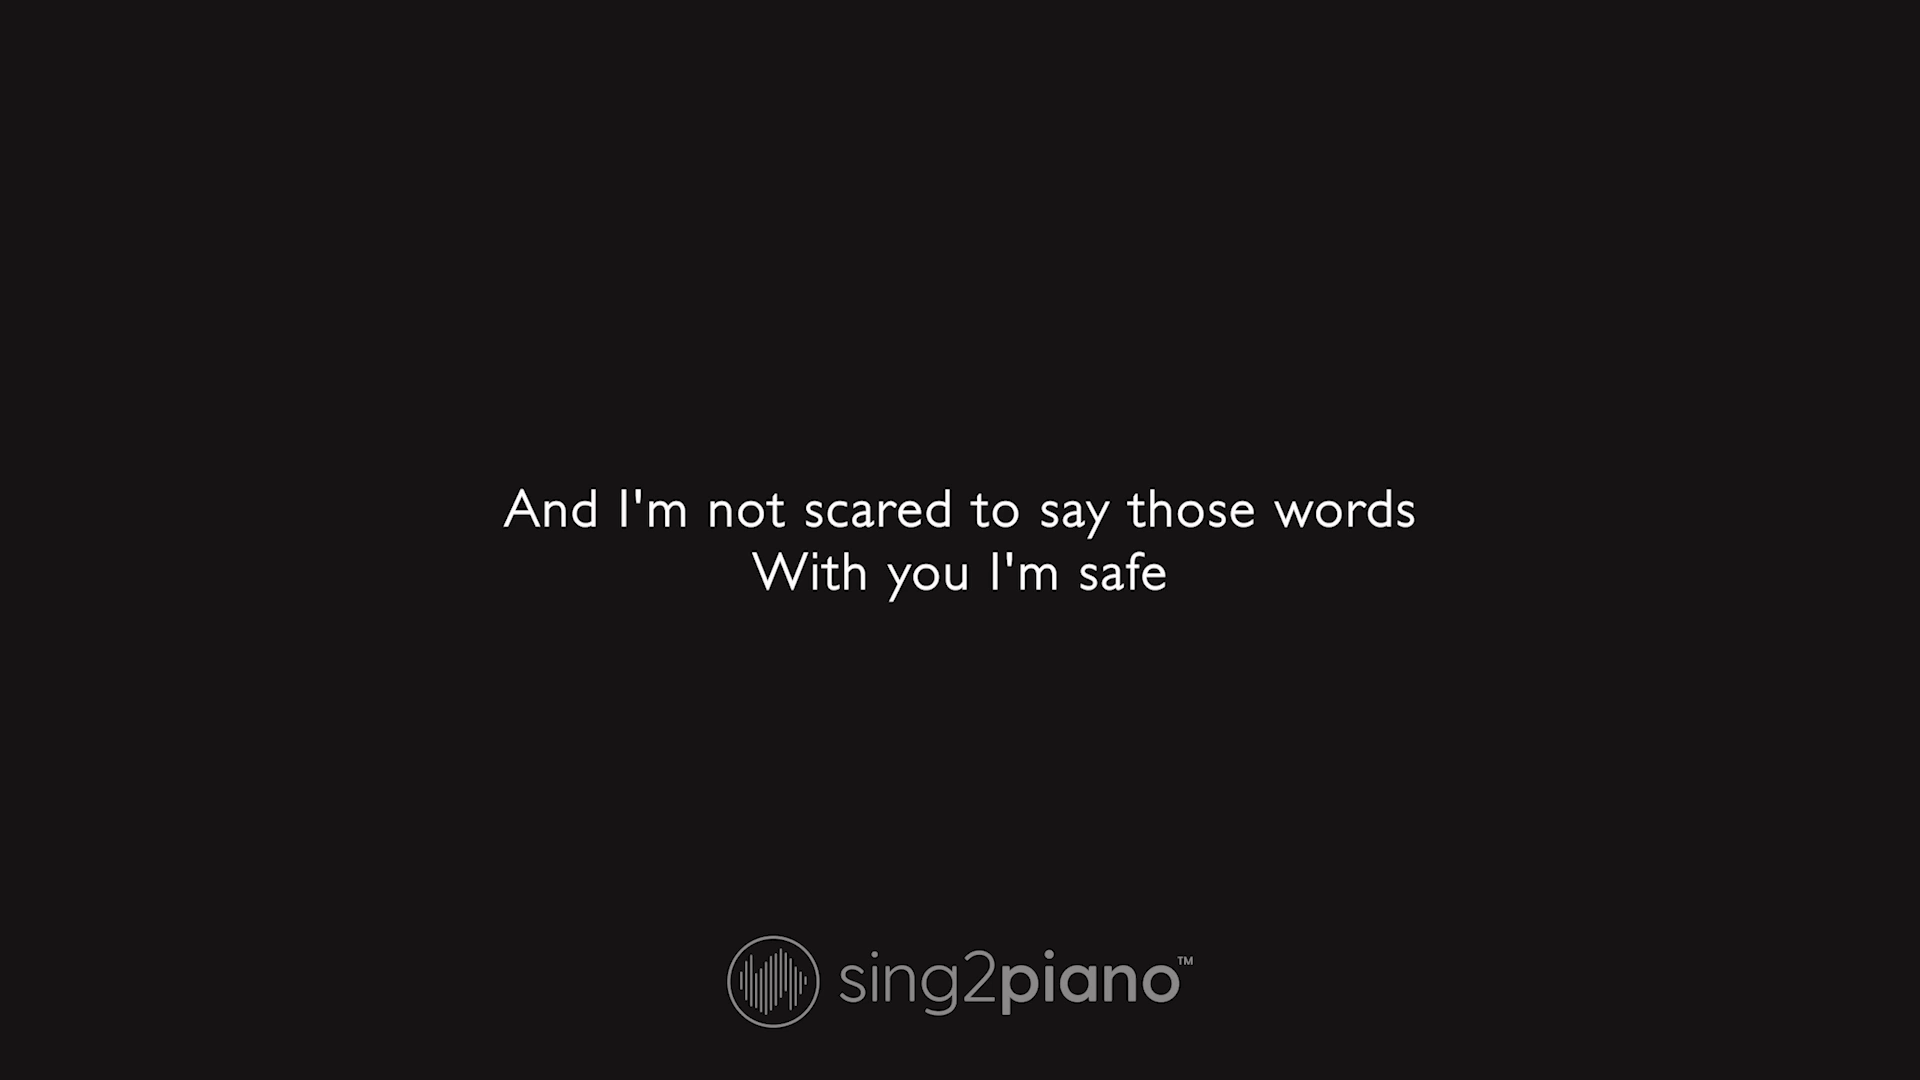 And I'm not scared to say those words
With you I'm safe
sing2piano™